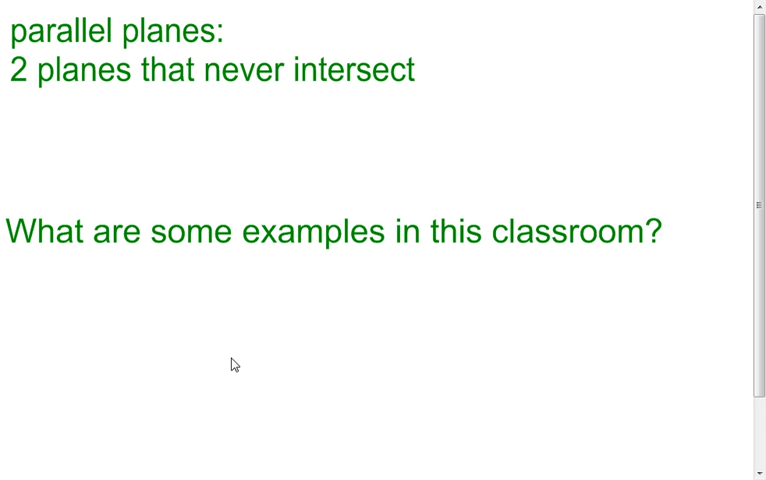 parallel planes:
2 planes that never intersect
What are some examples in this classroom?